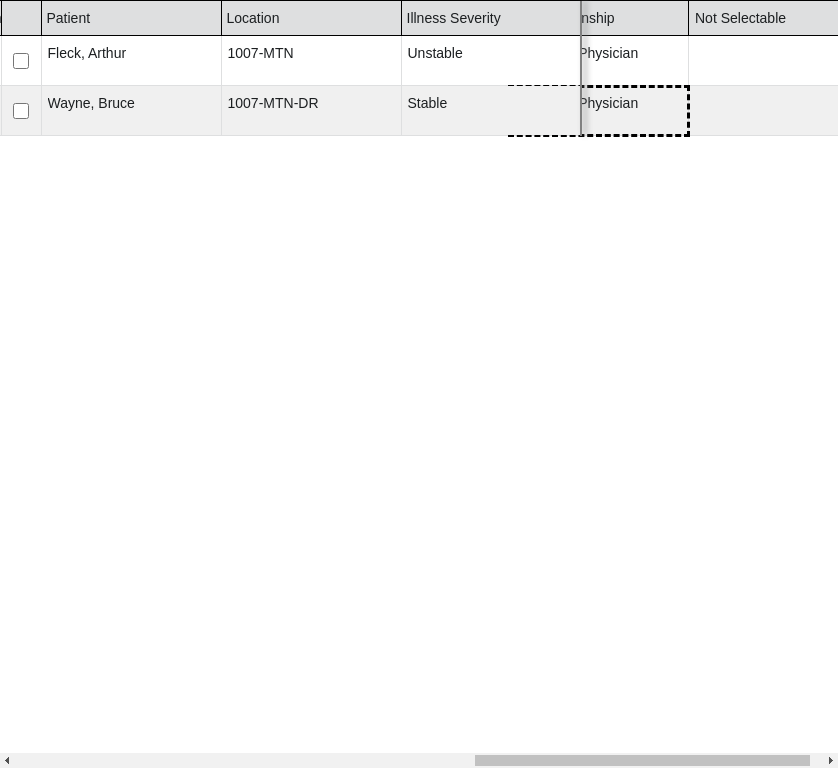 Patient Location Illness Severity nship Not Selectable
Fleck, Arthur 1007-MTN Unstable Physician
Wayne, Bruce 1007-MTN-DR Stable Physician